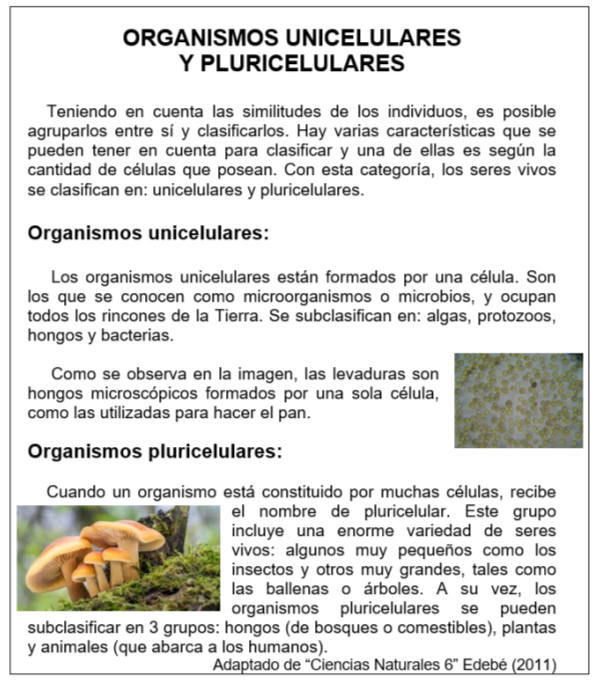 ORGANISMOS UNICELULARES
Y PLURICELULARES
Teniendo en cuenta las similitudes de los individuos, es posible
agruparlos entre sí y clasificarlos. Hay varias características que se
pueden tener en cuenta para clasificar y una de ellas es según la
cantidad de células que posean. Con esta categoría, los seres vivos
se clasifican en: unicelulares y pluricelulares.
Organismos unicelulares:
Los organismos unicelulares están formados por una célula. Son
los que se conocen como microorganismos o microbios, y ocupan
todos los rincones de la Tierra. Se subclasifican en: algas, protozoos,
hongos y bacterias.
Como se observa en la imagen, las levaduras son
hongos microscópicos formados por una sola célula,
como las utilizadas para hacer el pan.
Organismos pluricelulares:
Cuando un organismo está constituido por muchas células, recibe
el nombre de pluricelular. Este grupo
incluye una enorme variedad de seres
vivos: algunos muy pequeños como los
insectos y otros muy grandes, tales como
las ballenas o árboles. A su vez, los
organismos pluricelulares se pueden
subclasificar en 3 grupos: hongos (de bosques o comestibles), plantas
y animales (que abarca a los humanos).
Adaptado de “Ciencias Naturales 6” Edebé (2011)